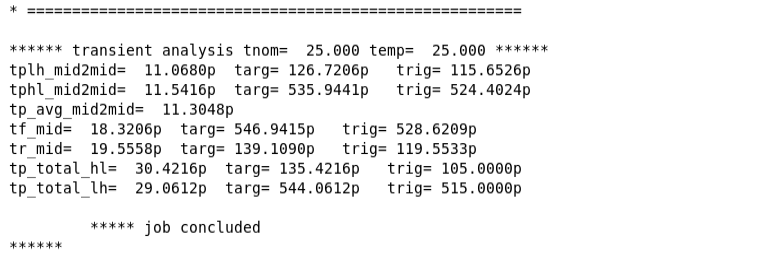 * =======================================================
****** transient analysis tnom=  25.000 temp=  25.000 ******
tplh_mid2mid=  11.0680p  targ= 126.7206p   trig= 115.6526p
tphl_mid2mid=  11.5416p  targ= 535.9441p   trig= 524.4024p
tp_avg_mid2mid=  11.3048p
tf_mid=  18.3206p  targ= 546.9415p   trig= 528.6209p
tr_mid=  19.5558p  targ= 139.1090p   trig= 119.5533p
tp_total_hl=  30.4216p  targ= 135.4216p   trig= 105.0000p
tp_total_lh=  29.0612p  targ= 544.0612p   trig= 515.0000p
***** job concluded
******